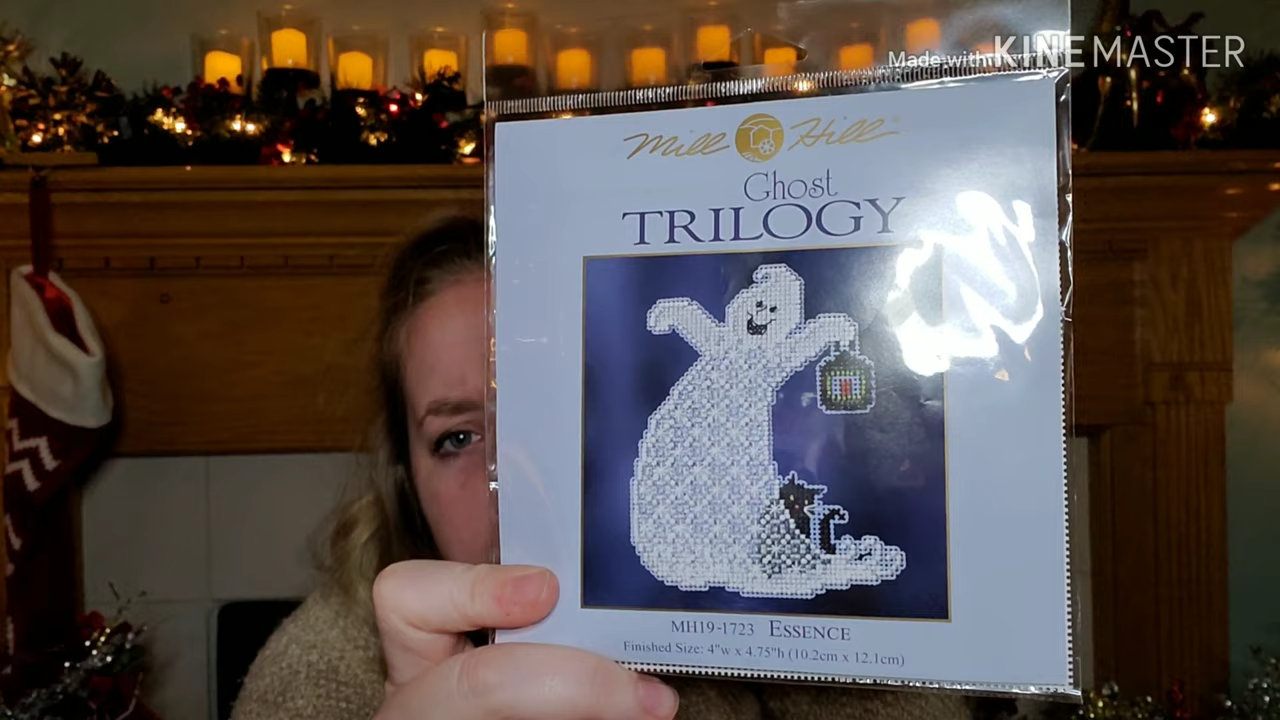 Made with KINEMASTER
Mill Hill®
Ghost
TRILOGY
MH19-1723 ESSENCE
Finished Size: 4"w x 4.75"h (10.2cm x 12.1cm)